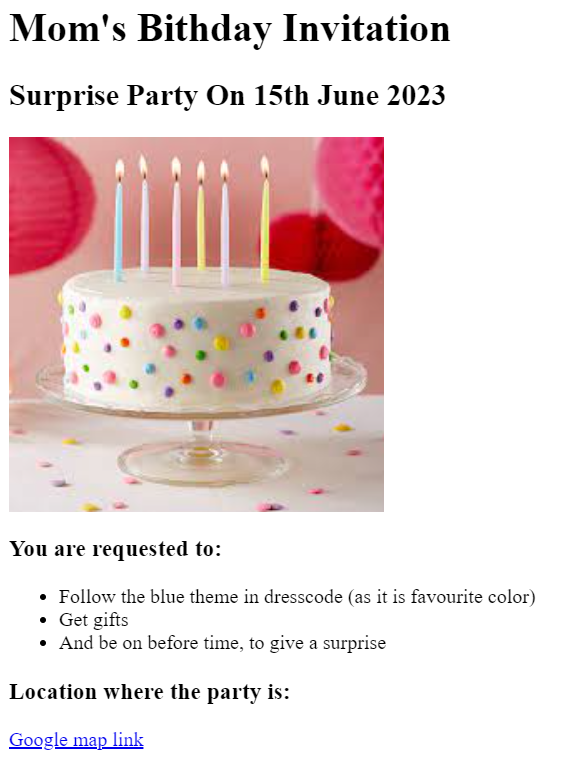 Mom's Bithday Invitation
Surprise Party On 15th June 2023
You are requested to:
Follow the blue theme in dresscode (as it is favourite color)
Get gifts
And be on before time, to give a surprise
Location where the party is:
Google map link